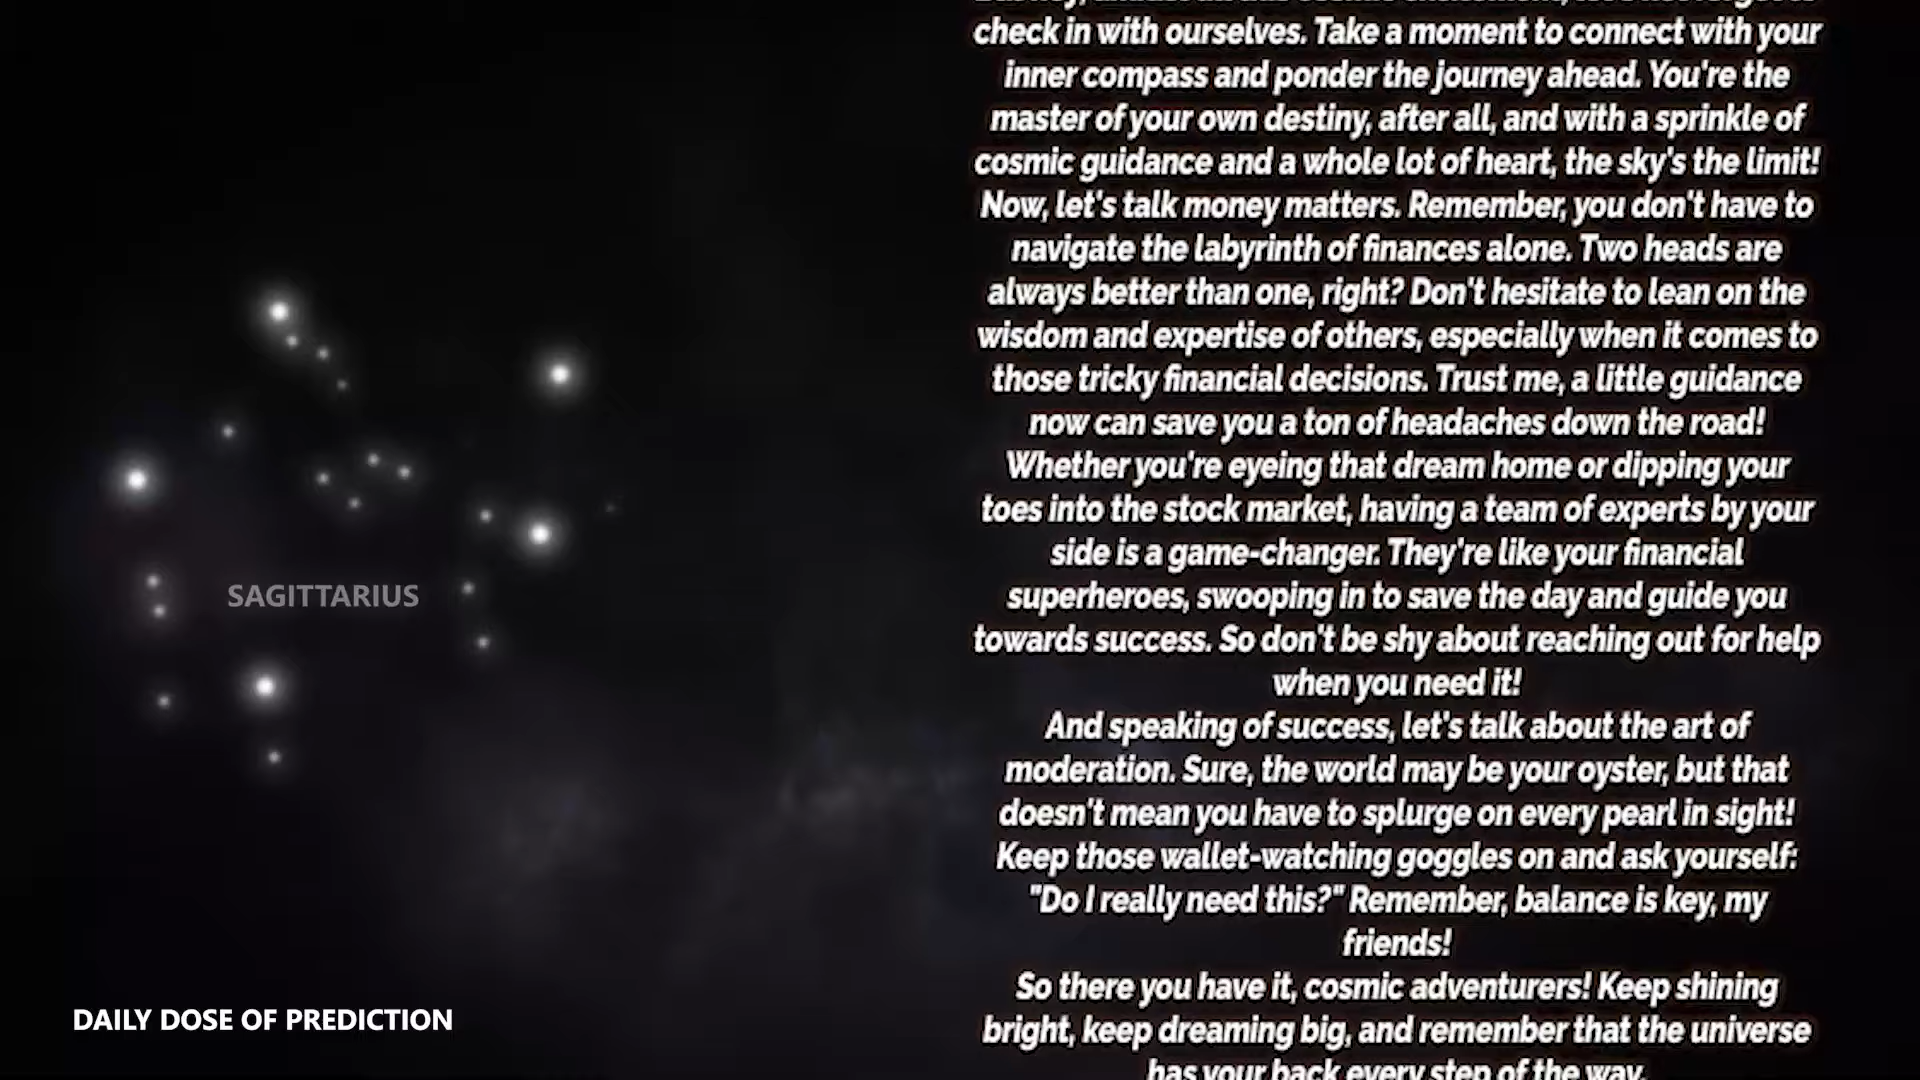 check in with ourselves. Take a moment to connect with your
inner compass and ponder the journey ahead. You're the
master of your own destiny, after all, and with a sprinkle of
cosmic guidance and a whole lot of heart, the sky's the limit!
Now, let's talk money matters. Remember, you don't have to
navigate the labyrinth of finances alone. Two heads are
always better than one, right? Don't hesitate to lean on the
wisdom and expertise of others, especially when it comes to
those tricky financial decisions. Trust me, a little guidance
now can save you a ton of headaches down the road!
Whether you're eyeing that dream home or dipping your
toes into the stock market, having a team of experts by your
side is a game-changer. They're like your financial
superheroes, swooping in to save the day and guide you
towards success. So don't be shy about reaching out for help
when you need it!
And speaking of success, let's talk about the art of
moderation. Sure, the world may be your oyster, but that
doesn't mean you have to splurge on every pearl in sight!
Keep those wallet-watching goggles on and ask yourself:
"Do I really need this?" Remember, balance is key, my
friends!
So there you have it, cosmic adventurers! Keep shining
bright, keep dreaming big, and remember that the universe
has your back every step of the way.
SAGITTARIUS
DAILY DOSE OF PREDICTION